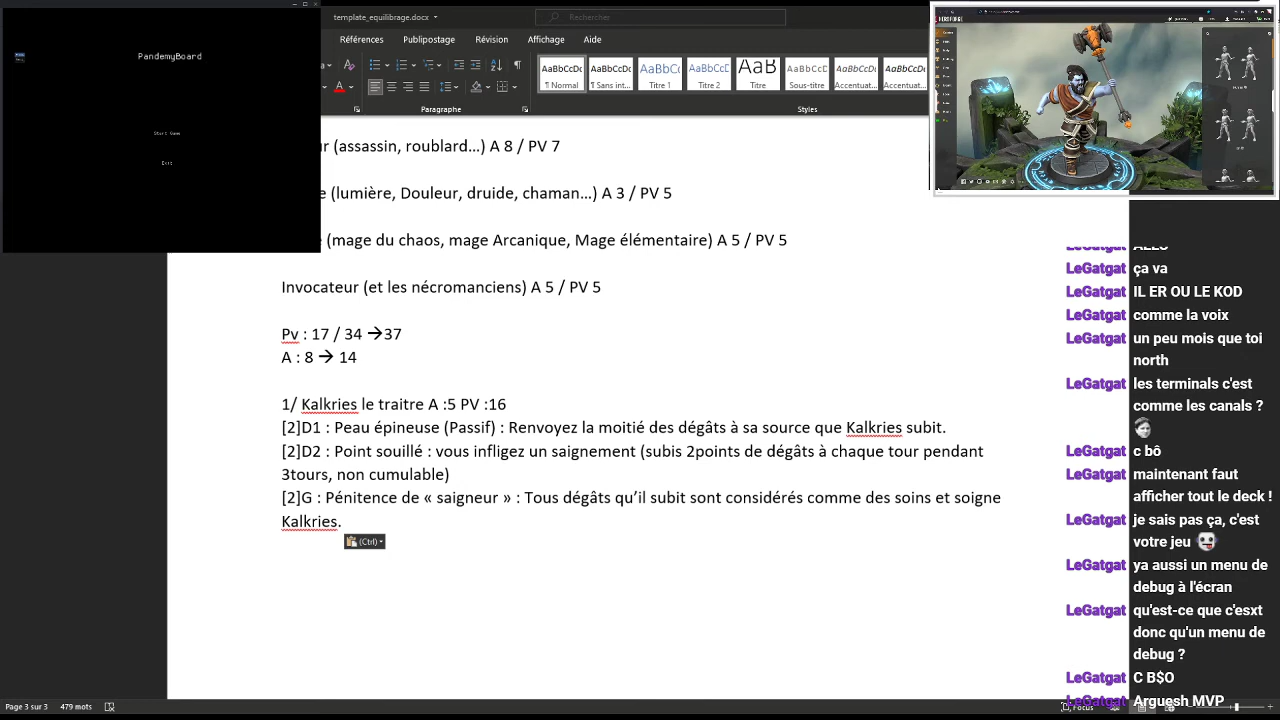 template_equilibrage.docx
Rechercher
Références Publipostage Révision Affichage Aide
AaBbCcDc AaBbCcDc AaBbCc AaBbCcD AaB AaBbCcD AaBbCcDc AaBbCcDc
¶ Normal ¶ Sans int... Titre 1 Titre 2 Titre Sous-titre Accentuat... Accentuat...
Paragraphe Styles
PandemyBoard
Start Game
Exit
HEROFORGE
(assassin, roublard...) A 8 / PV 7
(lumière, Douleur, druide, chaman...) A 3 / PV 5
(mage du chaos, mage Arcanique, Mage élémentaire) A 5 / PV 5
Invocateur (et les nécromanciens) A 5 / PV 5
Pv : 17 / 34 →37
A : 8 → 14
1/ Kalkries le traitre A :5 PV :16
[2]D1 : Peau épineuse (Passif) : Renvoyez la moitié des dégâts à sa source que Kalkries subit.
[2]D2 : Point souillé : vous infligez un saignement (subis 2points de dégâts à chaque tour pendant
3tours, non cumulable)
[2]G : Pénitence de « saigneur » : Tous dégâts qu'il subit sont considérés comme des soins et soigne
Kalkries.
(Ctrl)
LeGatgat ça va
LeGatgat IL ER OU LE KOD
LeGatgat comme la voix
LeGatgat un peu mois que toi
north
LeGatgat les terminals c'est
comme les canals ?
LeGatgat c bô
LeGatgat maintenant faut
afficher tout le deck !
LeGatgat je sais pas ça, c'est
votre jeu
LeGatgat ya aussi un menu de
debug à l'écran
LeGatgat qu'est-ce que c'esxt
donc qu'un menu de
debug ?
LeGatgat C B$O
LeGatgat Arguesh MVP
Page 3 sur 3 479 mots
Focus